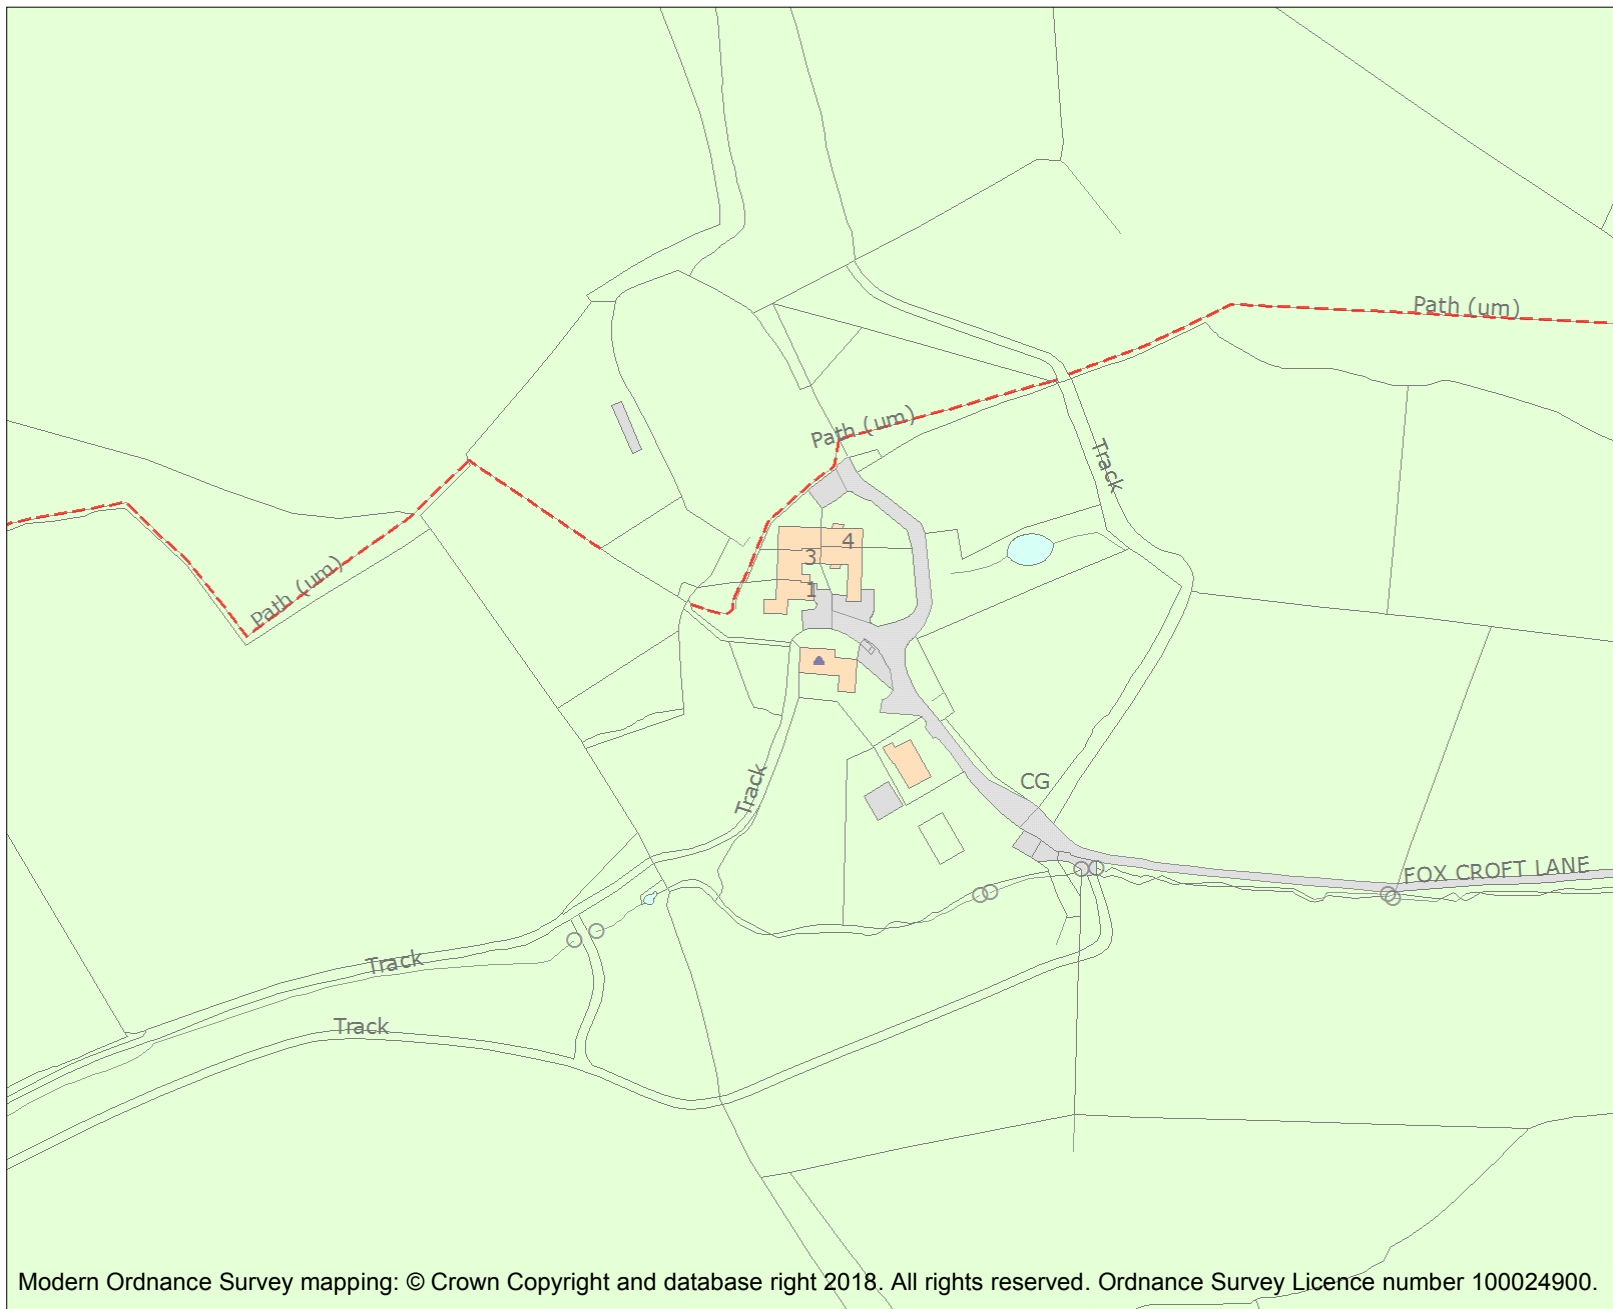 Path (um)
Path (um)
Track
4
3
Path (um)
1
Track
CG
FOX CROFT LANE
Track
Track
Modern Ordnance Survey mapping: © Crown Copyright and database right 2018. All rights reserved. Ordnance Survey Licence number 100024900.